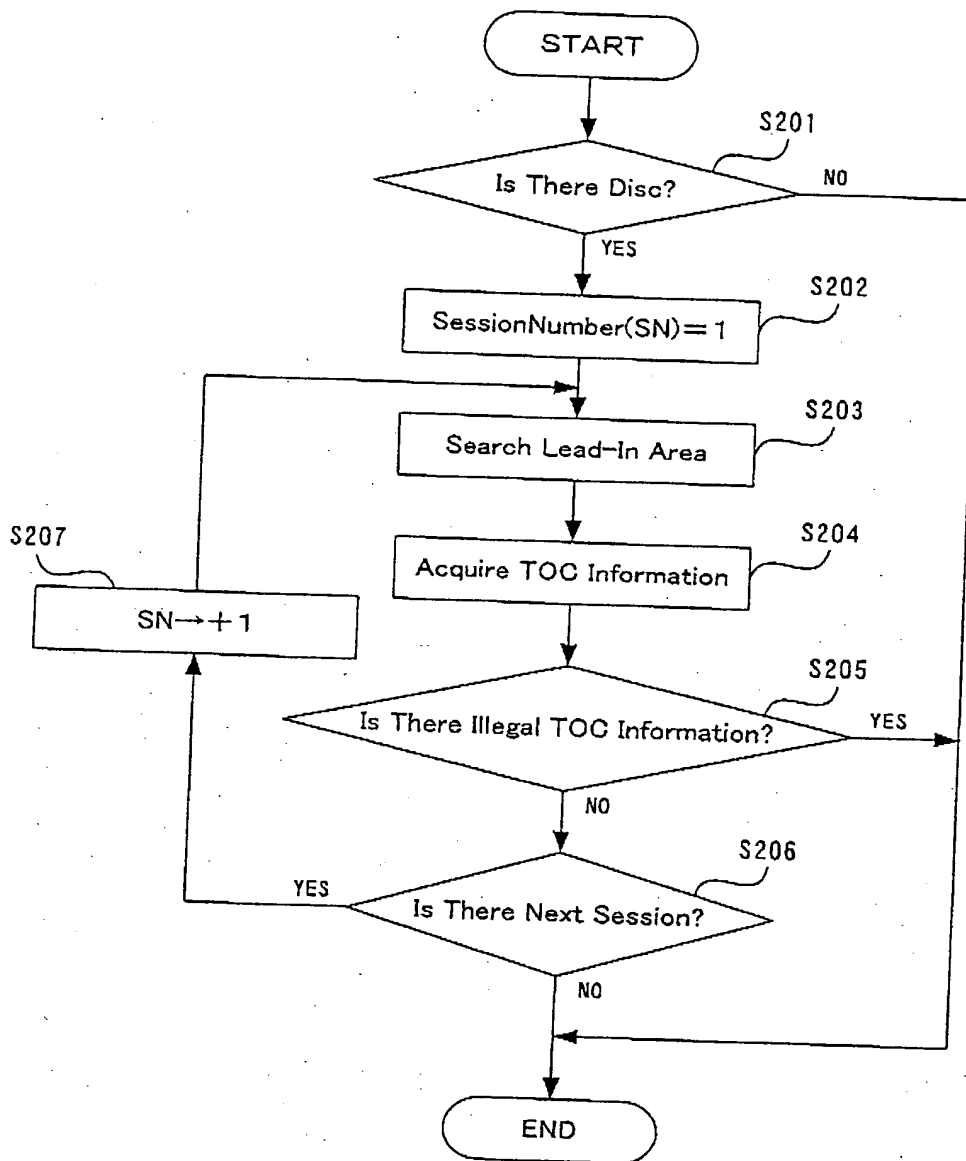 START
S201
Is There Disc?
NO
YES
S202
SessionNumber(SN)=1
S203
Search Lead-In Area
S204
Acquire TOC Information
S207
SN→+1
S205
Is There Illegal TOC Information?
YES
NO
S206
YES
Is There Next Session?
NO
END